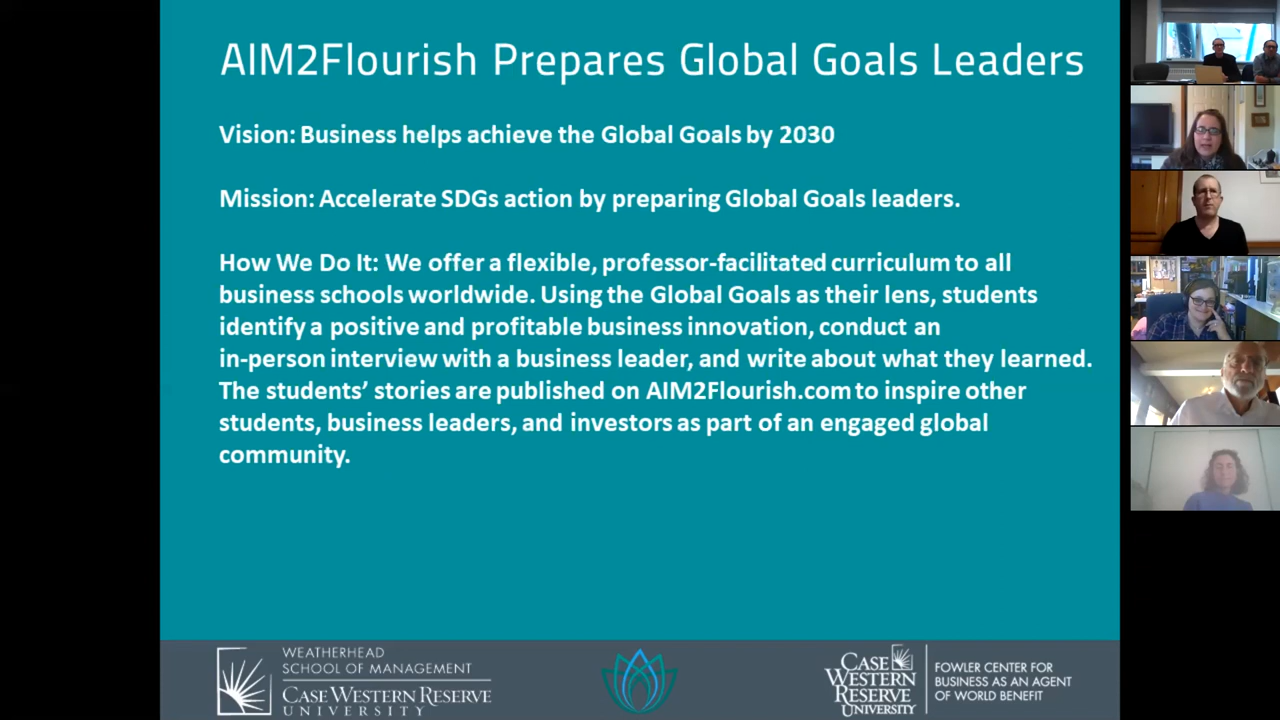 AIM2Flourish Prepares Global Goals Leaders
Vision: Business helps achieve the Global Goals by 2030
Mission: Accelerate SDGs action by preparing Global Goals leaders.
How We Do It: We offer a flexible, professor-facilitated curriculum to all
business schools worldwide. Using the Global Goals as their lens, students
identify a positive and profitable business innovation, conduct an
in-person interview with a business leader, and write about what they learned.
The students’ stories are published on AIM2Flourish.com to inspire other
students, business leaders, and investors as part of an engaged global
community.
WEATHERHEAD
SCHOOL OF MANAGEMENT
CASE WESTERN RESERVE
UNIVERSITY
CASE
WESTERN
RESERVE
UNIVERSITY
FOWLER CENTER FOR
BUSINESS AS AN AGENT
OF WORLD BENEFIT